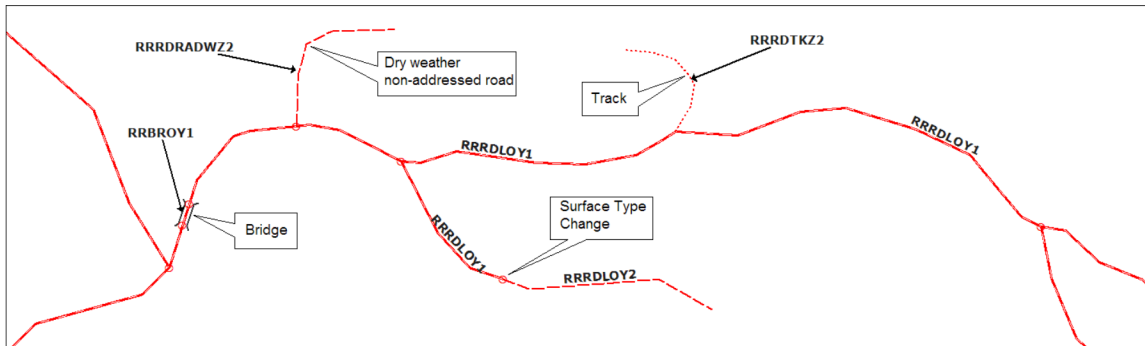 RRRDRADWZ2
Dry weather
non-addressed road
RRRDTKZ2
Track
RRBROY1
RRRDLOY1
RRRDLOY1
Bridge
RRRDLOY1
Surface Type
Change
RRRDLOY2